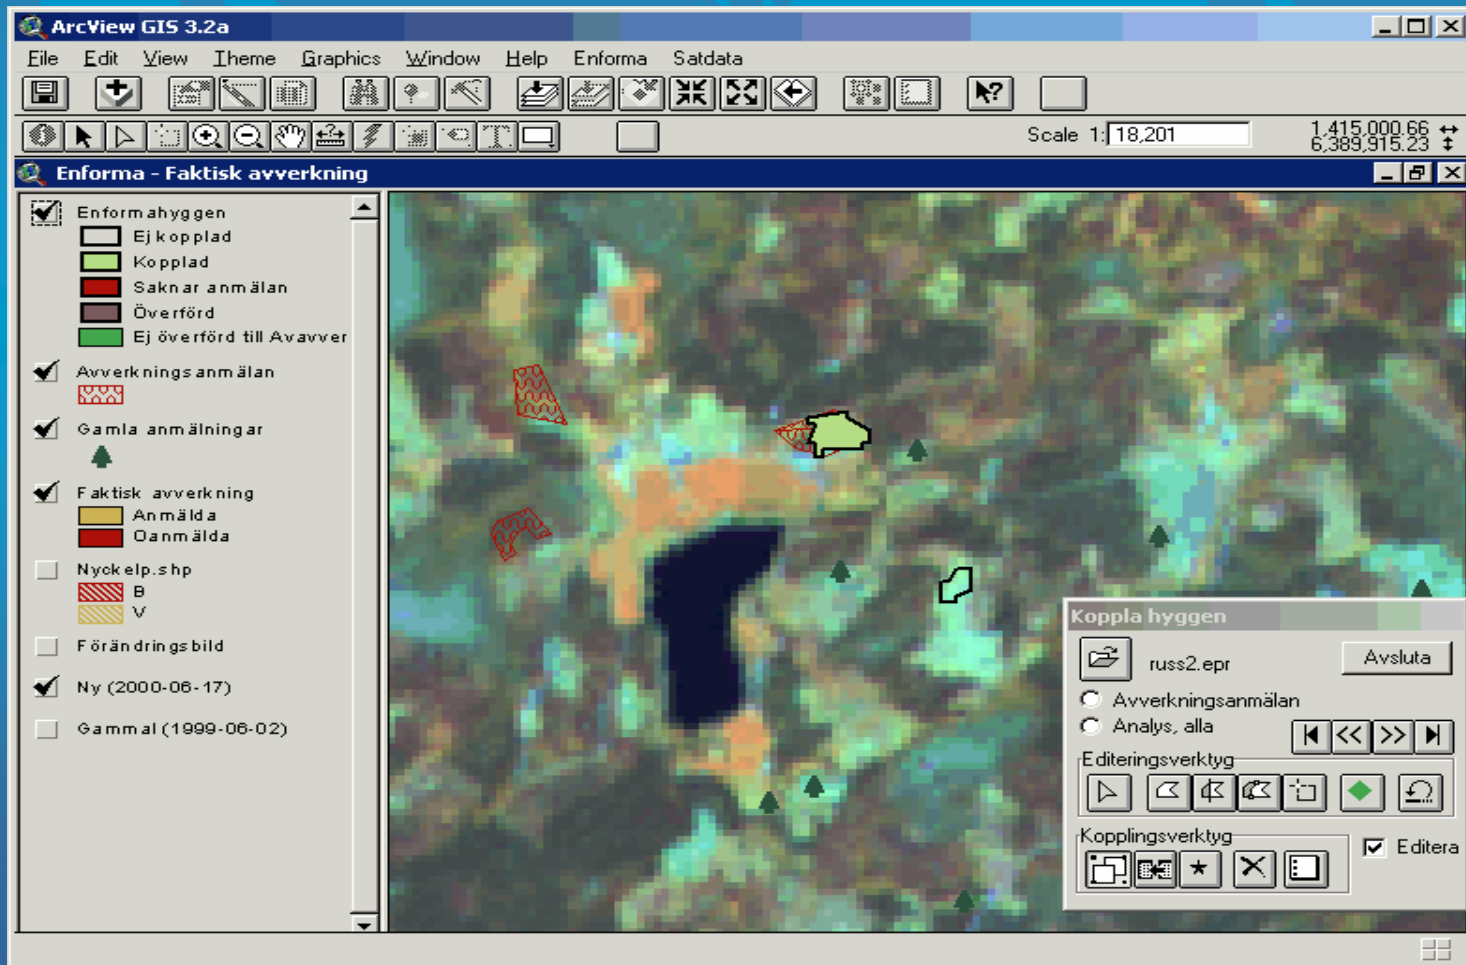 ArcView GIS 3.2a
File Edit View Theme Graphics Window Help Enforma Satdata
Scale 1: 18,201
1,415,000.66
6,389,915.23
Enforma - Faktisk avverkning
Enformahyggen
Ej kopplad
Kopplad
Saknar anmälan
Överförd
Ej överförd till Avavver
Avverkningsanmälan
Gamla anmälningar
Faktisk avverkning
Anmälda
Oanmälda
Nyckelp.shp
B
V
Förändringsbild
Ny (2000-06-17)
Gammal (1999-06-02)
Koppla hyggen
russ2.epr
Avsluta
Avverkningsanmälan
Analys, alla
<< >>
Editeringsverktyg
Kopplingsverktyg
Editera